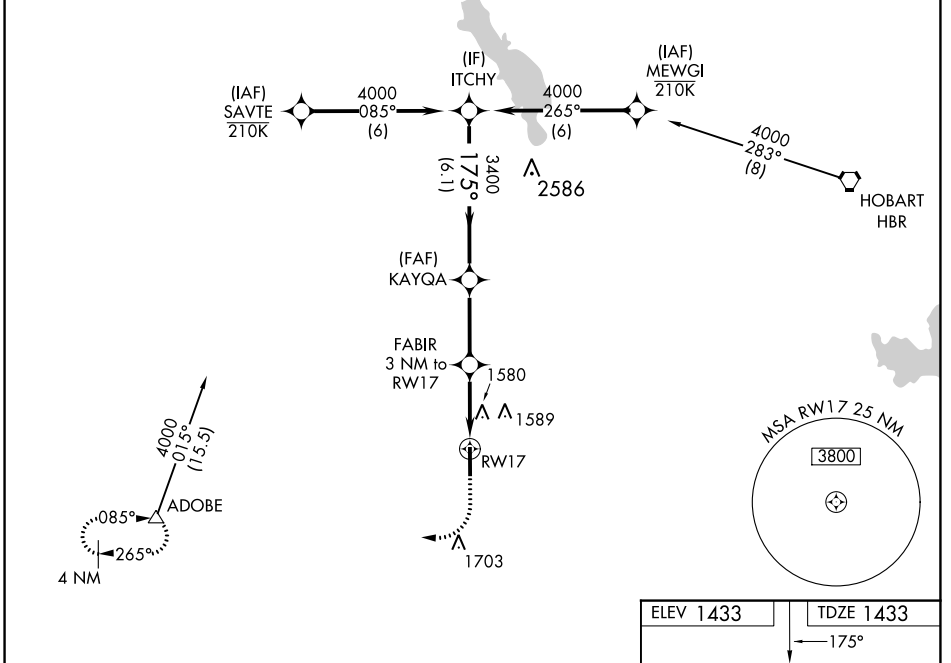 (IF)
ITCHY
(IAF)
SAVTE
210K
4000
085°
(6)
4000
265°
(6)
(IAF)
MEWGI
210K
4000
283°
(8)
HOBART
HBR
3400
175°
(6.1)
2586
(FAF)
KAYQA
FABIR
3 NM to
RW17
1580
1589
RW17
1703
4000
015°
(15.5)
ADOBE
085°
265°
4 NM
MSA RW17 25 NM
3800
ELEV 1433
TDZE 1433
175°